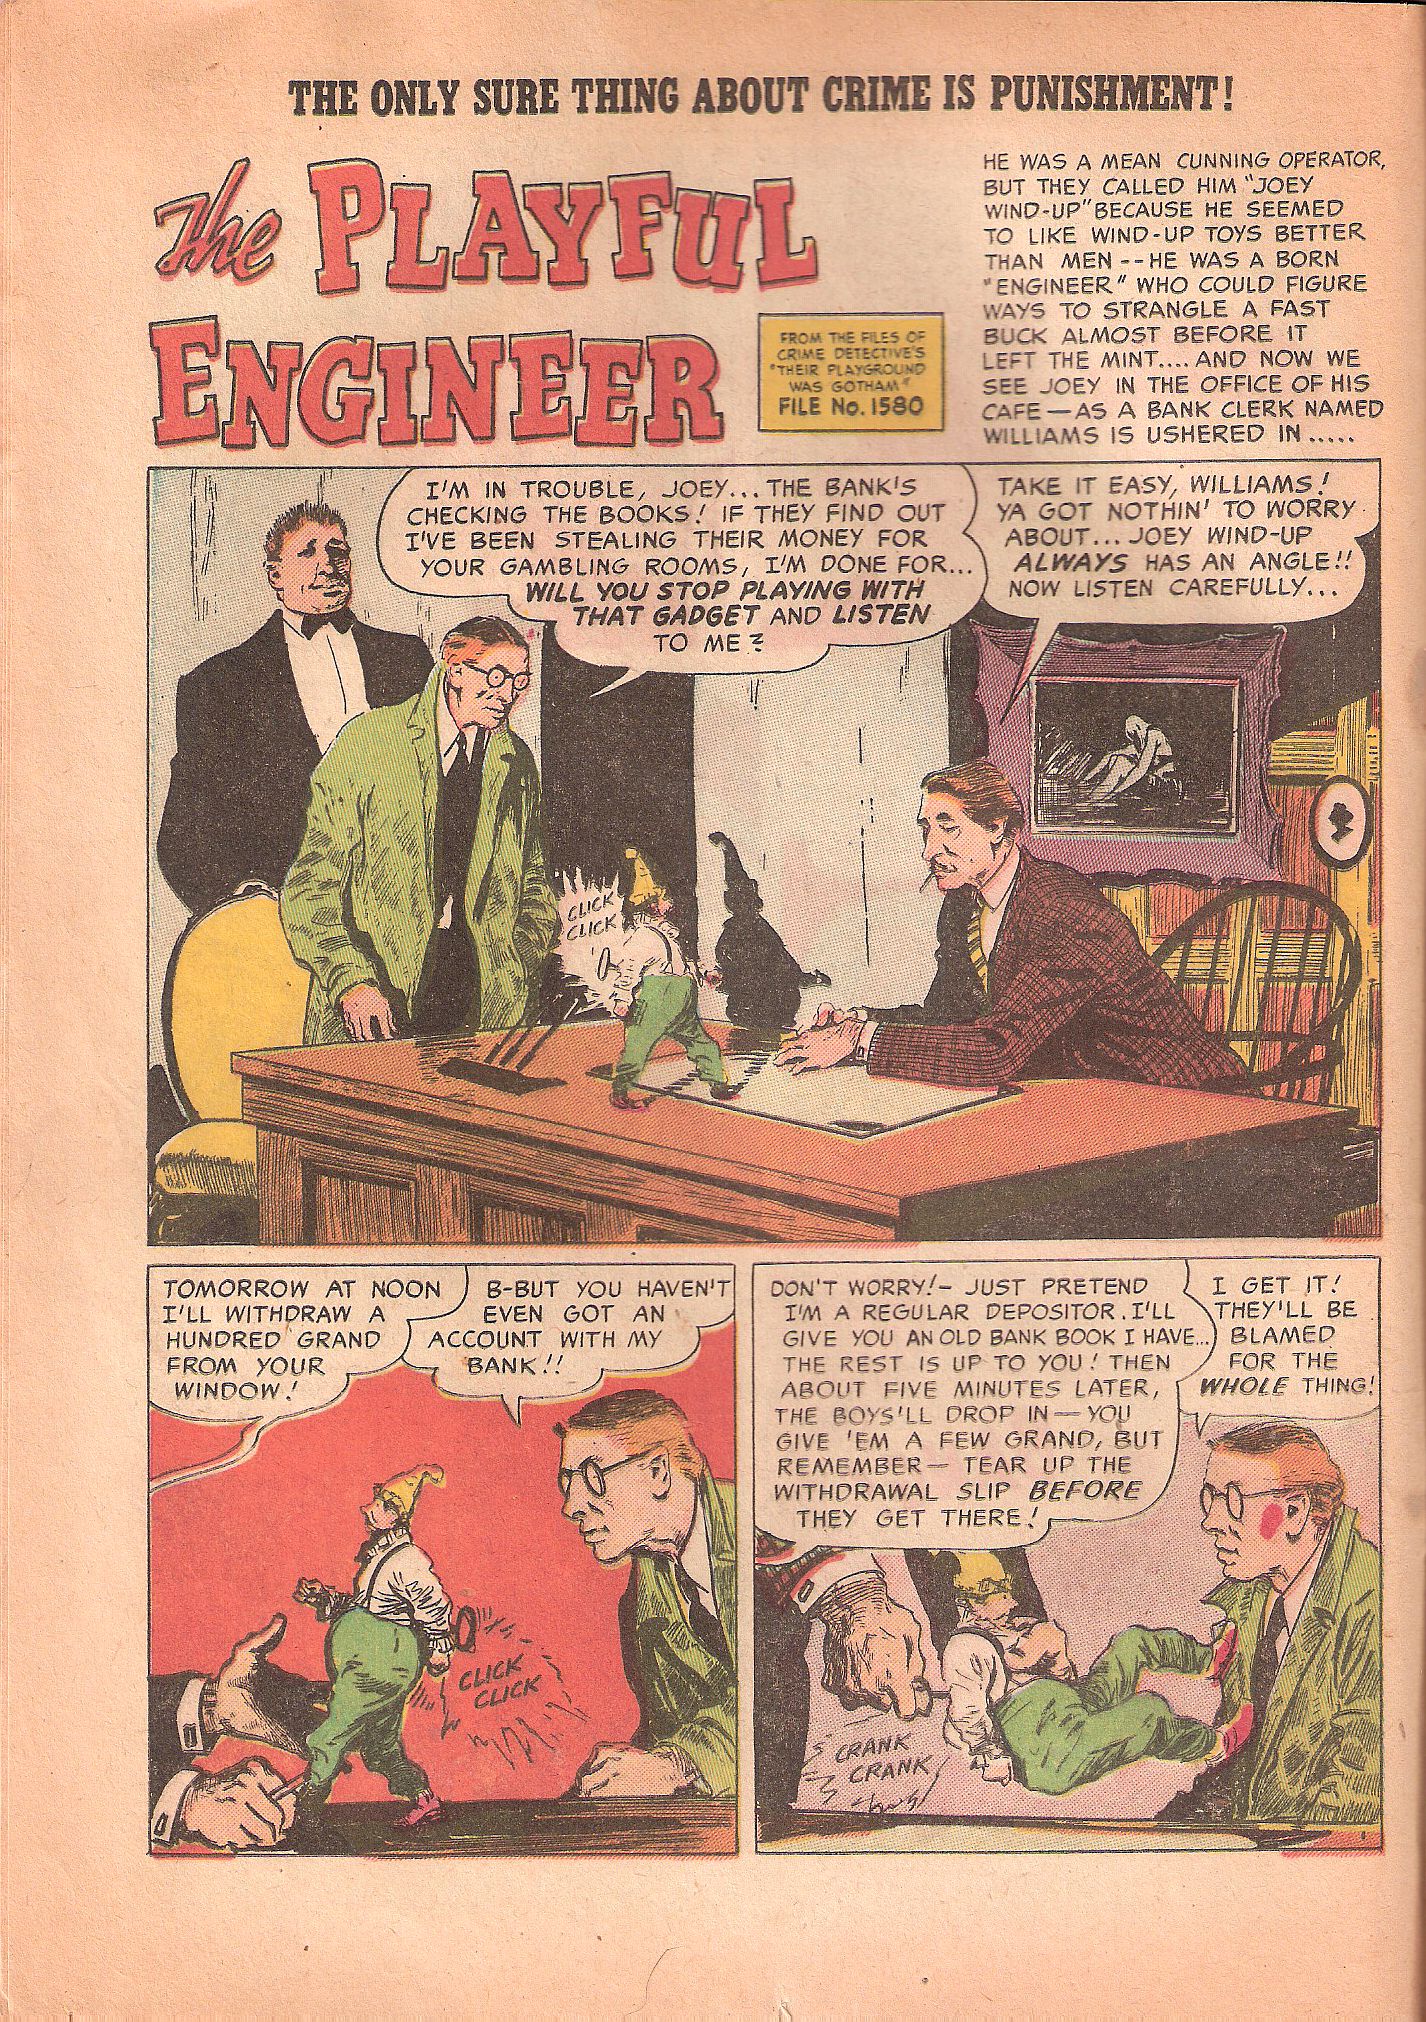 THE ONLY SURE THING ABOUT CRIME IS PUNISHMENT!
The PLAYFUL
ENGINEER
FROM THE FILES OF
CRIME DETECTIVE'S
"THEIR PLAYGROUND
WAS GOTHAM"
FILE No. 1580
HE WAS A MEAN CUNNING OPERATOR,
BUT THEY CALLED HIM "JOEY
WIND-UP" BECAUSE HE SEEMED
TO LIKE WIND-UP TOYS BETTER
THAN MEN -- HE WAS A BORN
"ENGINEER" WHO COULD FIGURE
WAYS TO STRANGLE A FAST
BUCK ALMOST BEFORE IT
LEFT THE MINT.... AND NOW WE
SEE JOEY IN THE OFFICE OF HIS
CAFE — AS A BANK CLERK NAMED
WILLIAMS IS USHERED IN .....
I'M IN TROUBLE, JOEY... THE BANK'S
CHECKING THE BOOKS! IF THEY FIND OUT
I'VE BEEN STEALING THEIR MONEY FOR
YOUR GAMBLING ROOMS, I'M DONE FOR...
WILL YOU STOP PLAYING WITH
THAT GADGET AND LISTEN
TO ME?
TAKE IT EASY, WILLIAMS!
YA GOT NOTHIN' TO WORRY
ABOUT... JOEY WIND-UP
ALWAYS HAS AN ANGLE!!
NOW LISTEN CAREFULLY...
CLICK
CLICK
TOMORROW AT NOON
I'LL WITHDRAW A
HUNDRED GRAND
FROM YOUR
WINDOW!
B-BUT YOU HAVEN'T
EVEN GOT AN
ACCOUNT WITH MY
BANK!!
CLICK
CLICK
DON'T WORRY!- JUST PRETEND
I'M A REGULAR DEPOSITOR. I'LL
GIVE YOU AN OLD BANK BOOK I HAVE...
THE REST IS UP TO YOU! THEN
ABOUT FIVE MINUTES LATER,
THE BOYS'LL DROP IN — YOU
GIVE 'EM A FEW GRAND, BUT
REMEMBER — TEAR UP THE
WITHDRAWAL SLIP BEFORE
THEY GET THERE!
I GET IT!
THEY'LL BE
BLAMED
FOR THE
WHOLE THING!
CRANK
CRANK